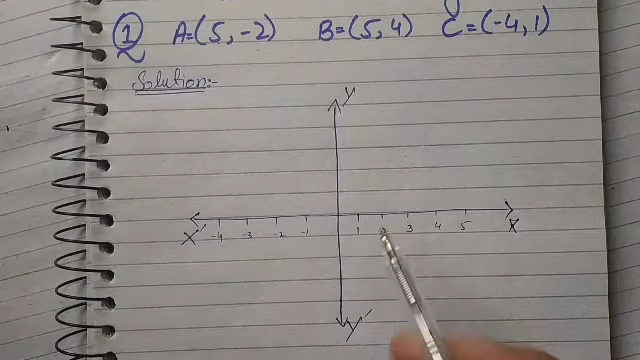 ① A=(5,-2) B=(5,4) C=(-4,1)
Solution:-
Y
X' -4 -3 -2 -1 1 2 3 4 5 X
Y'